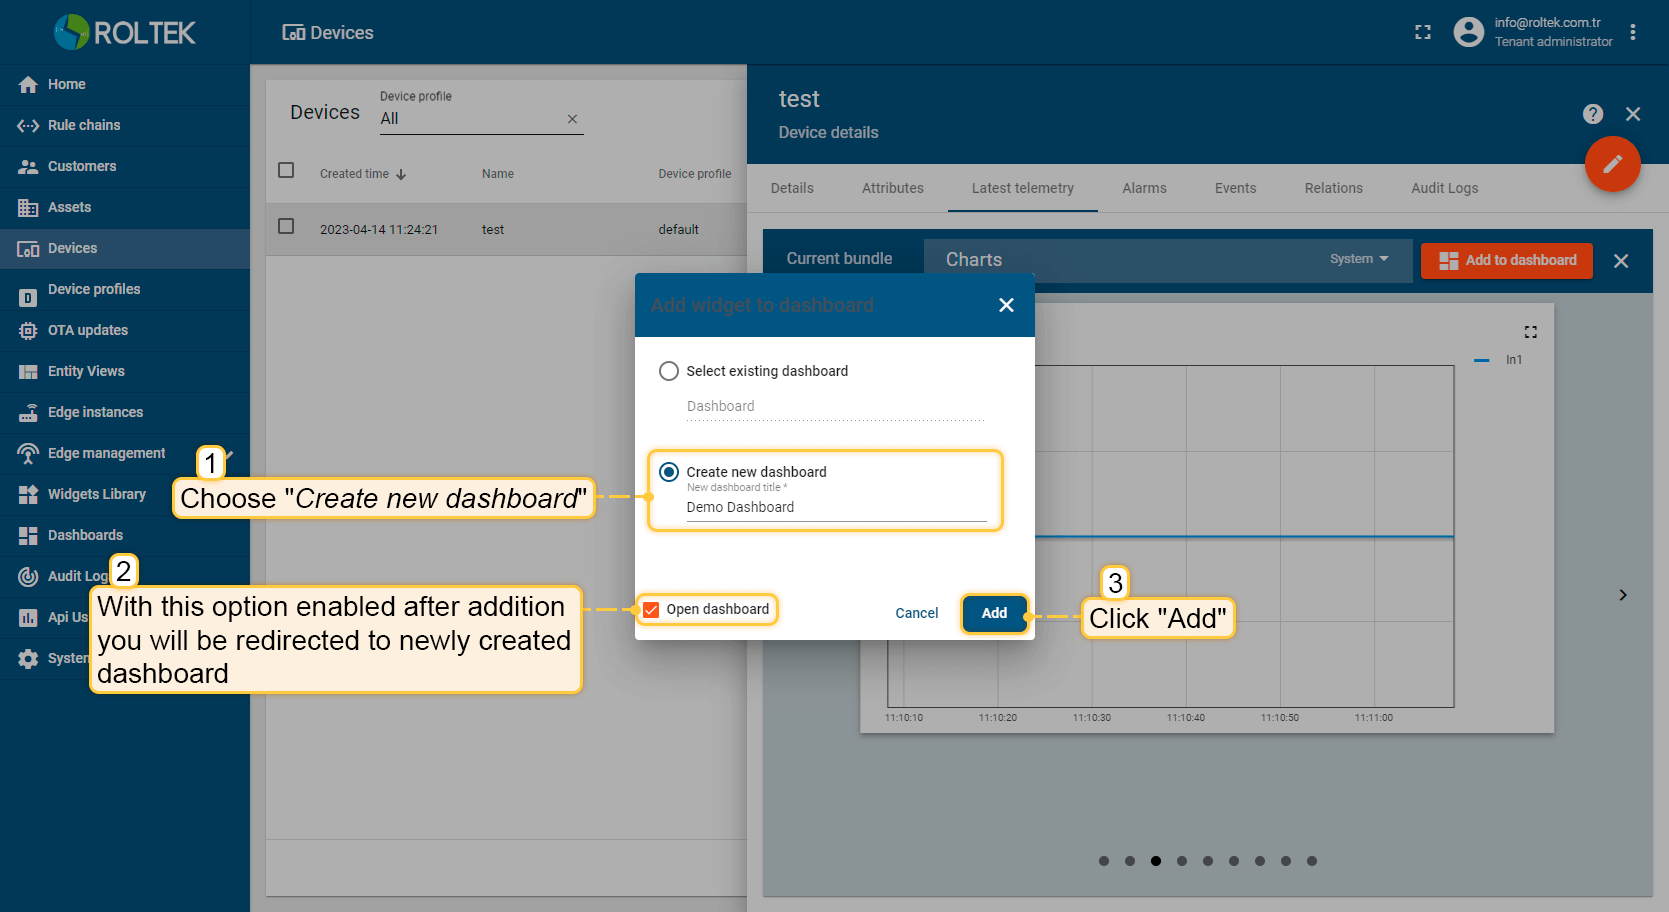 ROLTEK
Devices
info@roltek.com.tr
Tenant administrator
Home
Rule chains
Customers
Assets
Devices
Device profiles
OTA updates
Entity Views
Edge instances
Edge management
Widgets Library
Dashboards
Audit Log
Api Us
System
Devices
Device profile
All
Created time
Name
Device profile
2023-04-14 11:24:21
test
default
test
Device details
Details
Attributes
Latest telemetry
Alarms
Events
Relations
Audit Logs
Current bundle
Charts
System
Add to dashboard
In1
11:10:10
11:10:20
11:10:30
11:10:40
11:10:50
11:11:00
Add widget to dashboard
Select existing dashboard
Dashboard
Create new dashboard
New dashboard title *
Demo Dashboard
Open dashboard
Cancel
Add
1
Choose "Create new dashboard"
2
With this option enabled after addition
you will be redirected to newly created
dashboard
3
Click "Add"